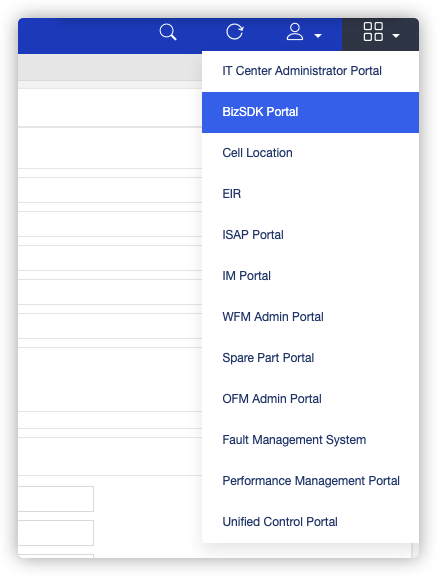 IT Center Administrator Portal
BizSDK Portal
Cell Location
EIR
ISAP Portal
IM Portal
WFM Admin Portal
Spare Part Portal
OFM Admin Portal
Fault Management System
Performance Management Portal
Unified Control Portal